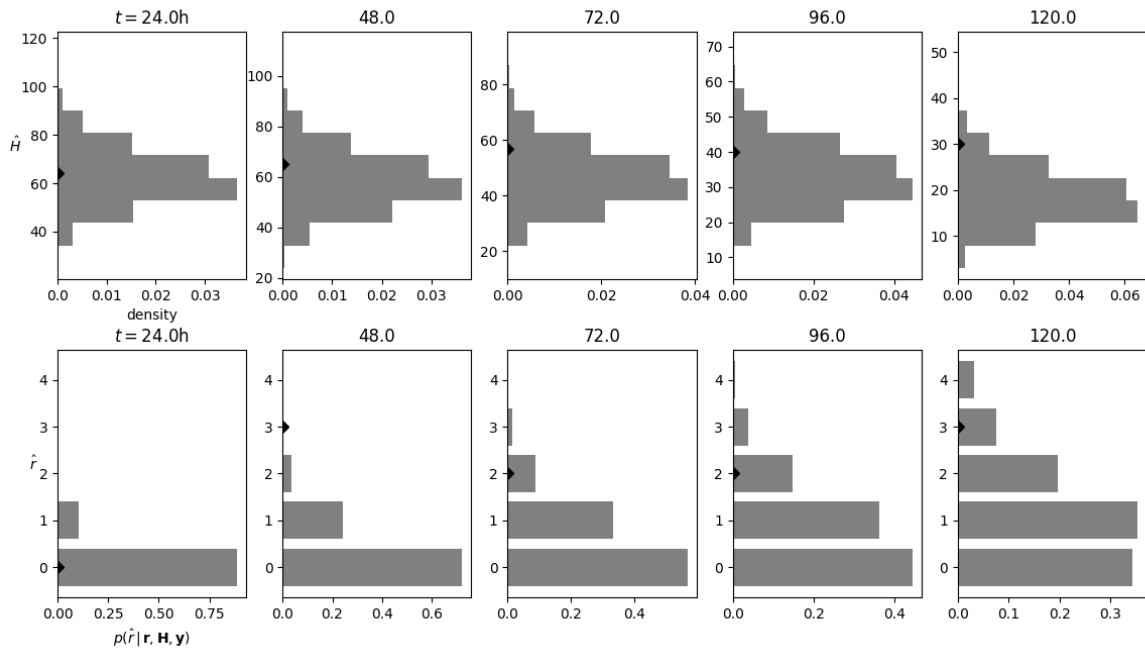 t = 24.0h 48.0 72.0 96.0 120.0
120 100 80 60 40
100 80 60 40 20
80 60 40 20
70 60 50 40 30 20 10
50 40 30 20 10
Ĥ
0.0 0.01 0.02 0.03
0.00 0.01 0.02 0.03
0.00 0.02 0.04
0.00 0.02 0.04
0.00 0.02 0.04 0.06
density
t = 24.0h 48.0 72.0 96.0 120.0
4 3 2 1 0
4 3 2 1 0
4 3 2 1 0
4 3 2 1 0
4 3 2 1 0
r̂
0.00 0.25 0.50 0.75
0.0 0.2 0.4 0.6
0.0 0.2 0.4
0.0 0.2 0.4
0.0 0.1 0.2 0.3
p(r̂ | r, H, y)